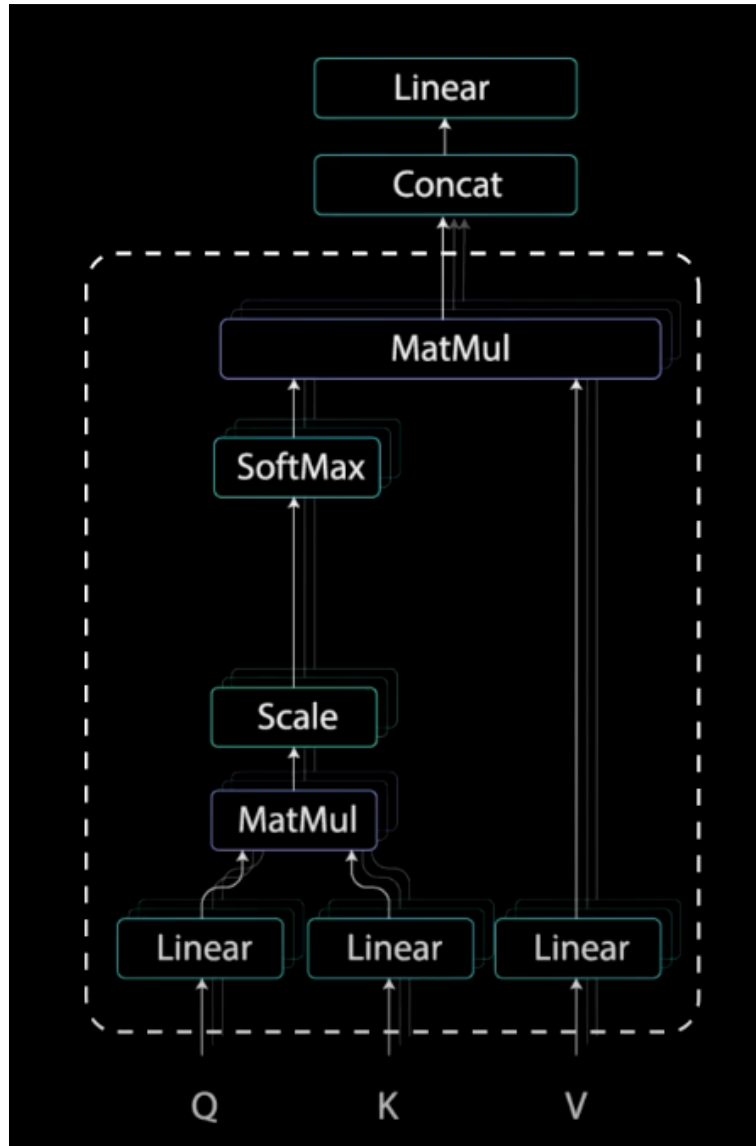 Linear
Concat
MatMul
SoftMax
Scale
MatMul
Linear Linear Linear
Q K V